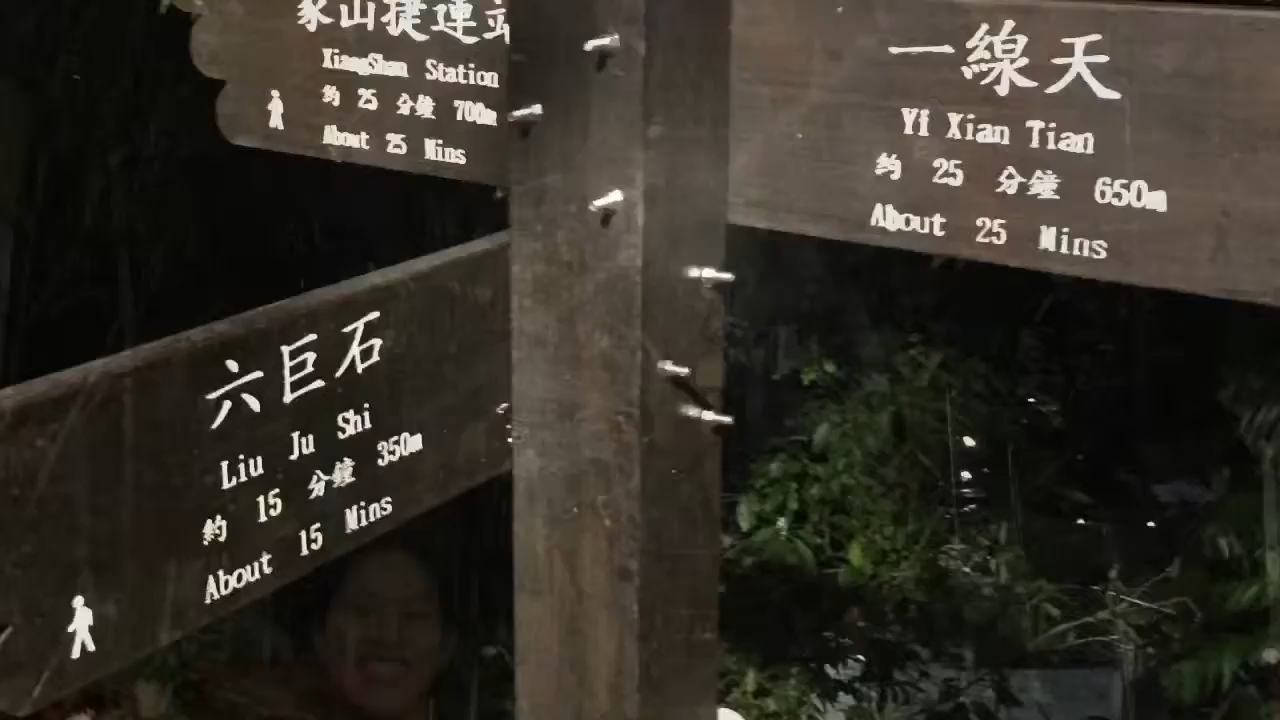 象山捷運站
XiangShan Station
約 25 分鐘 700m
About 25 Mins
一線天
Yi Xian Tian
約 25 分鐘 650m
About 25 Mins
六巨石
Liu Ju Shi
約 15 分鐘 350m
About 15 Mins